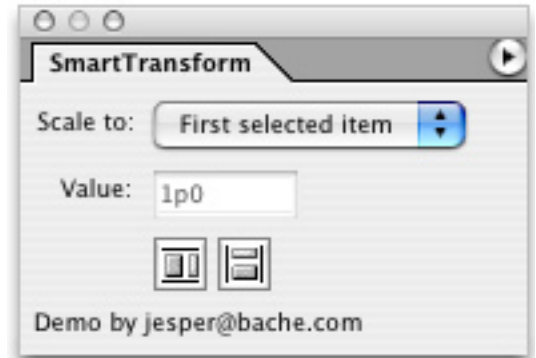 SmartTransform
Scale to: First selected item
Value: 1p0
Demo by jesper@bache.com